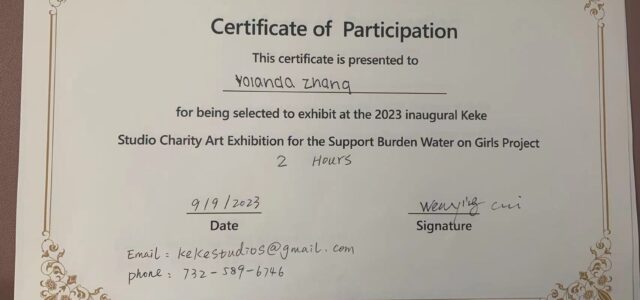 Certificate of Participation
This certificate is presented to
Yolanda Zhang
for being selected to exhibit at the 2023 inaugural Keke
Studio Charity Art Exhibition for the Support Burden Water on Girls Project
2 Hours
9/9/2023 Wenying Cui
Date Signature
Email: kekestudios@gmail.com
phone: 732-589-6746